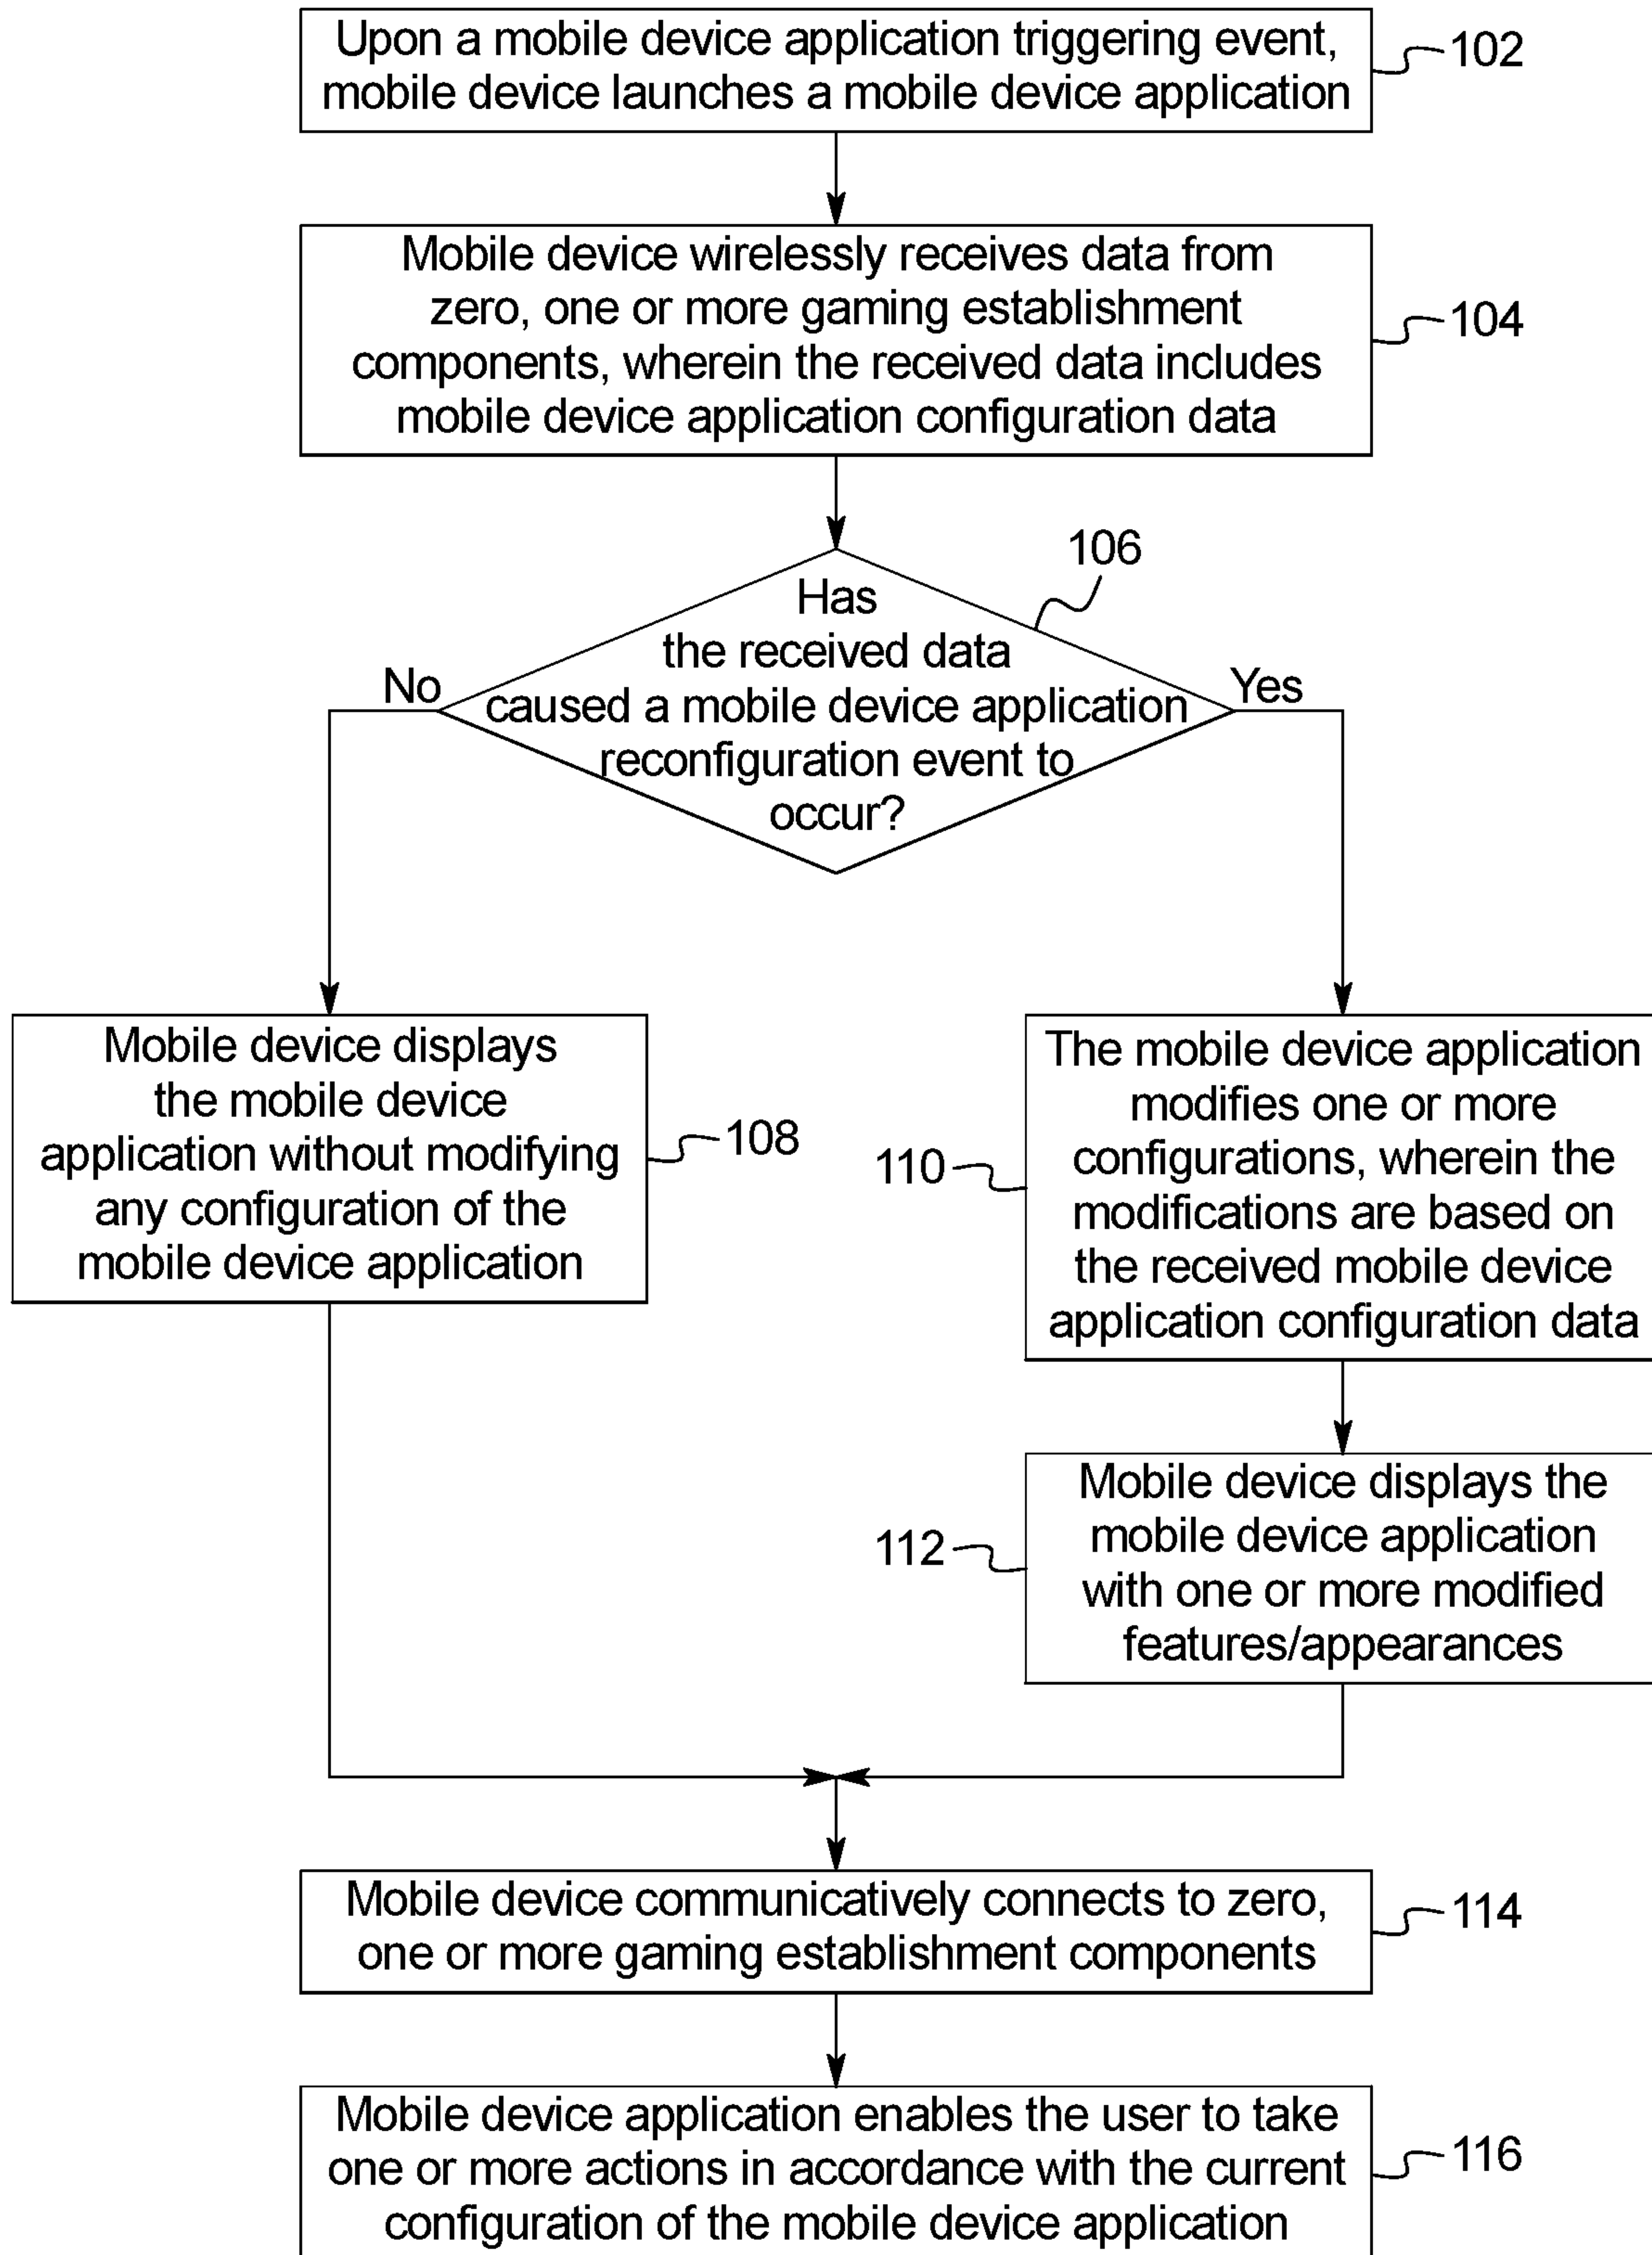 Upon a mobile device application triggering event,
mobile device launches a mobile device application
102
Mobile device wirelessly receives data from
zero, one or more gaming establishment
components, wherein the received data includes
mobile device application configuration data
104
106
Has
the received data
caused a mobile device application
reconfiguration event to
occur?
No
Yes
Mobile device displays
the mobile device
application without modifying
any configuration of the
mobile device application
108
The mobile device application
modifies one or more
configurations, wherein the
modifications are based on
the received mobile device
application configuration data
110
Mobile device displays the
mobile device application
with one or more modified
features/appearances
112
Mobile device communicatively connects to zero,
one or more gaming establishment components
114
Mobile device application enables the user to take
one or more actions in accordance with the current
configuration of the mobile device application
116